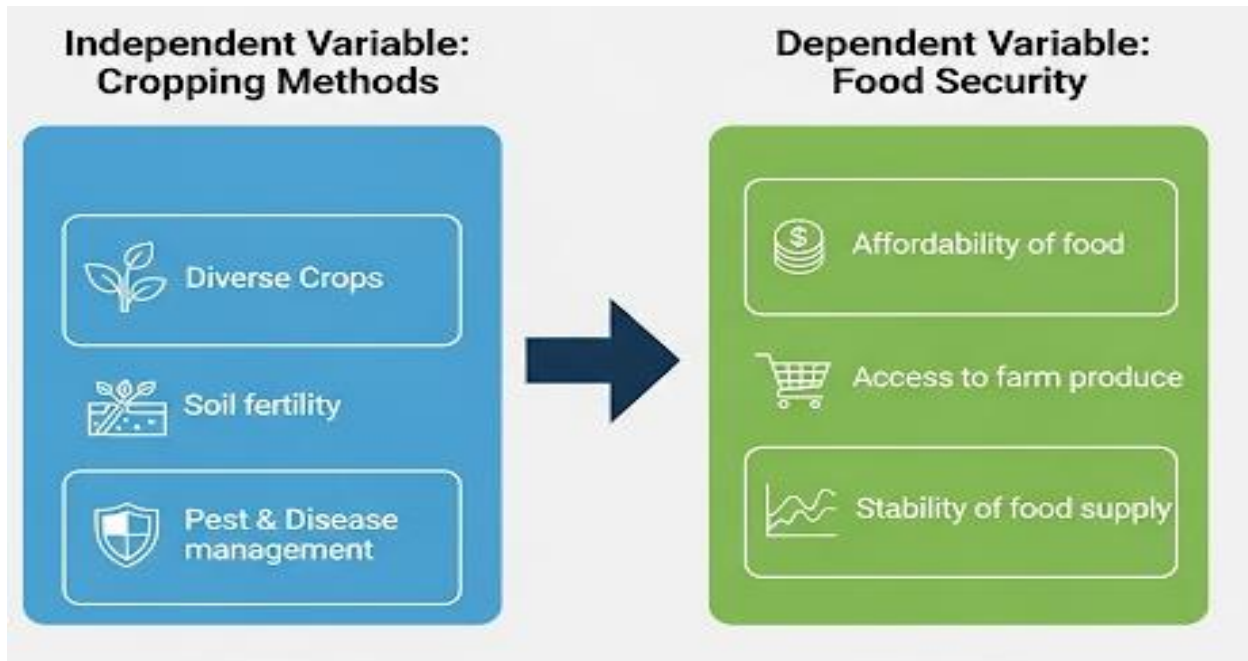 Independent Variable:
Cropping Methods
Diverse Crops
Soil fertility
Pest & Disease
management
Dependent Variable:
Food Security
$
Affordability of food
Access to farm produce
Stability of food supply